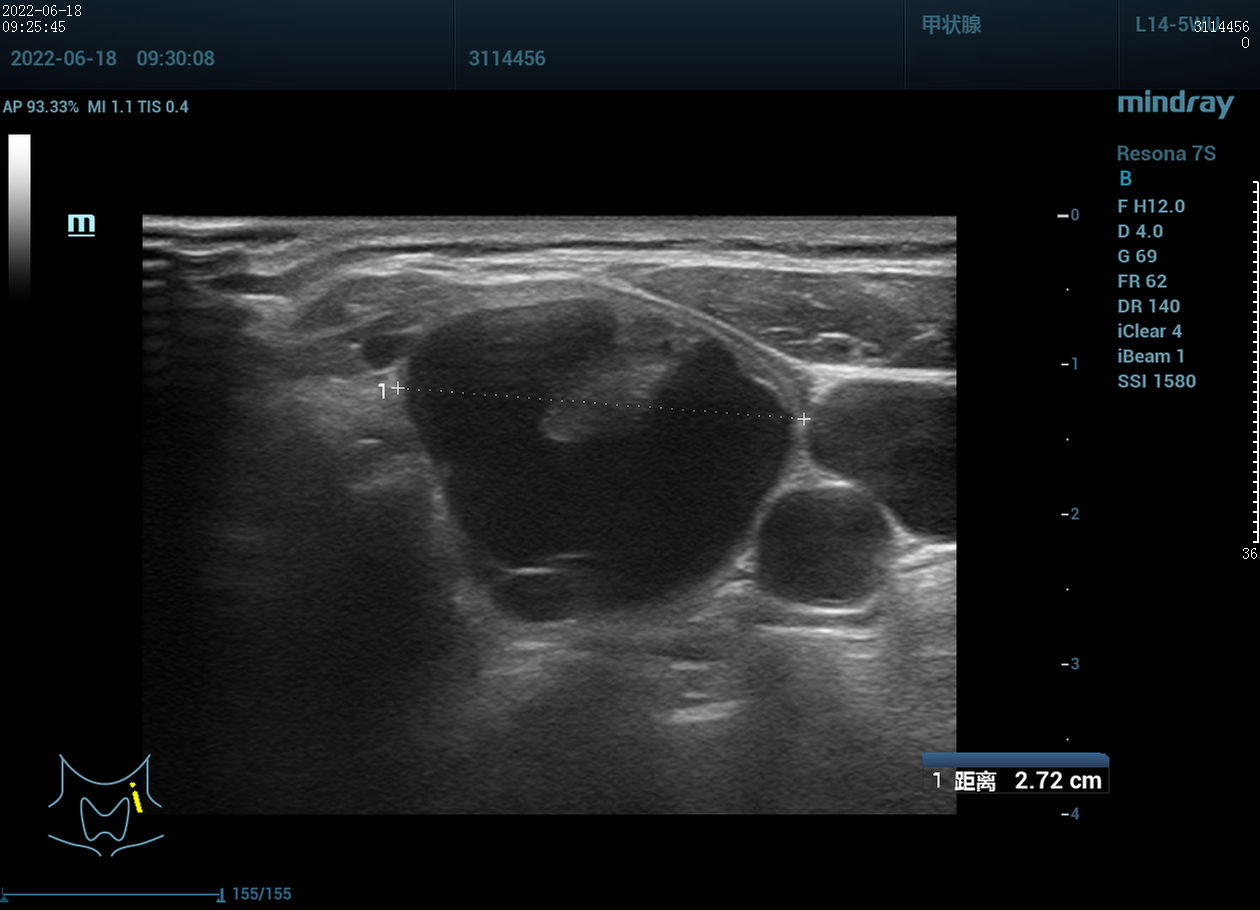 2022-06-18
09:25:45
2022-06-18 09:30:08
3114456
甲状腺
3114456
0
AP 93.33% MI 1.1 TIS 0.4
mindray
Resona 7S
B
F H12.0
D 4.0
G 69
FR 62
DR 140
iClear 4
iBeam 1
SSI 1580
m
0
1
1
2
3
4
36
1 距离 2.72 cm
155/155